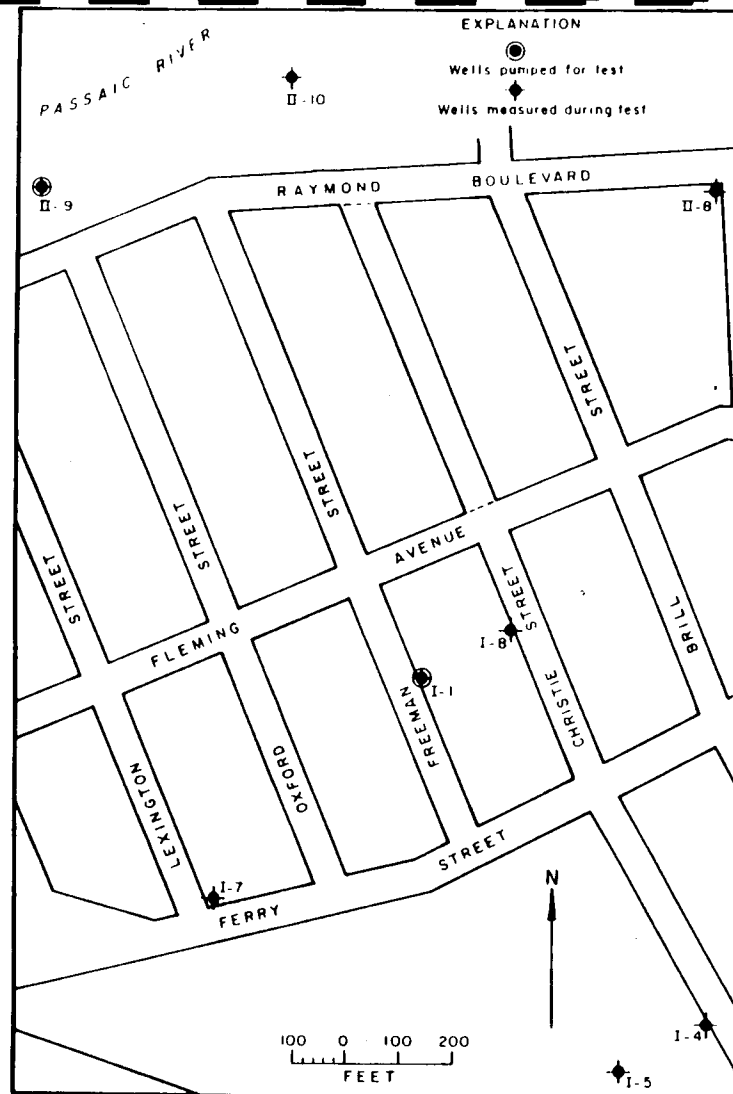 EXPLANATION
Wells pumped for test
Wells measured during test
PASSAIC RIVER
II-10
II-9
RAYMOND BOULEVARD
II-8
STREET
STREET
STREET
STREET
FLEMING AVENUE
I-8
I-1
STREET
CHRISTIE
BRILL
FREEMAN
OXFORD
LEXINGTON
I-7
FERRY STREET
N
I-4
I-5
100 0 100 200
FEET